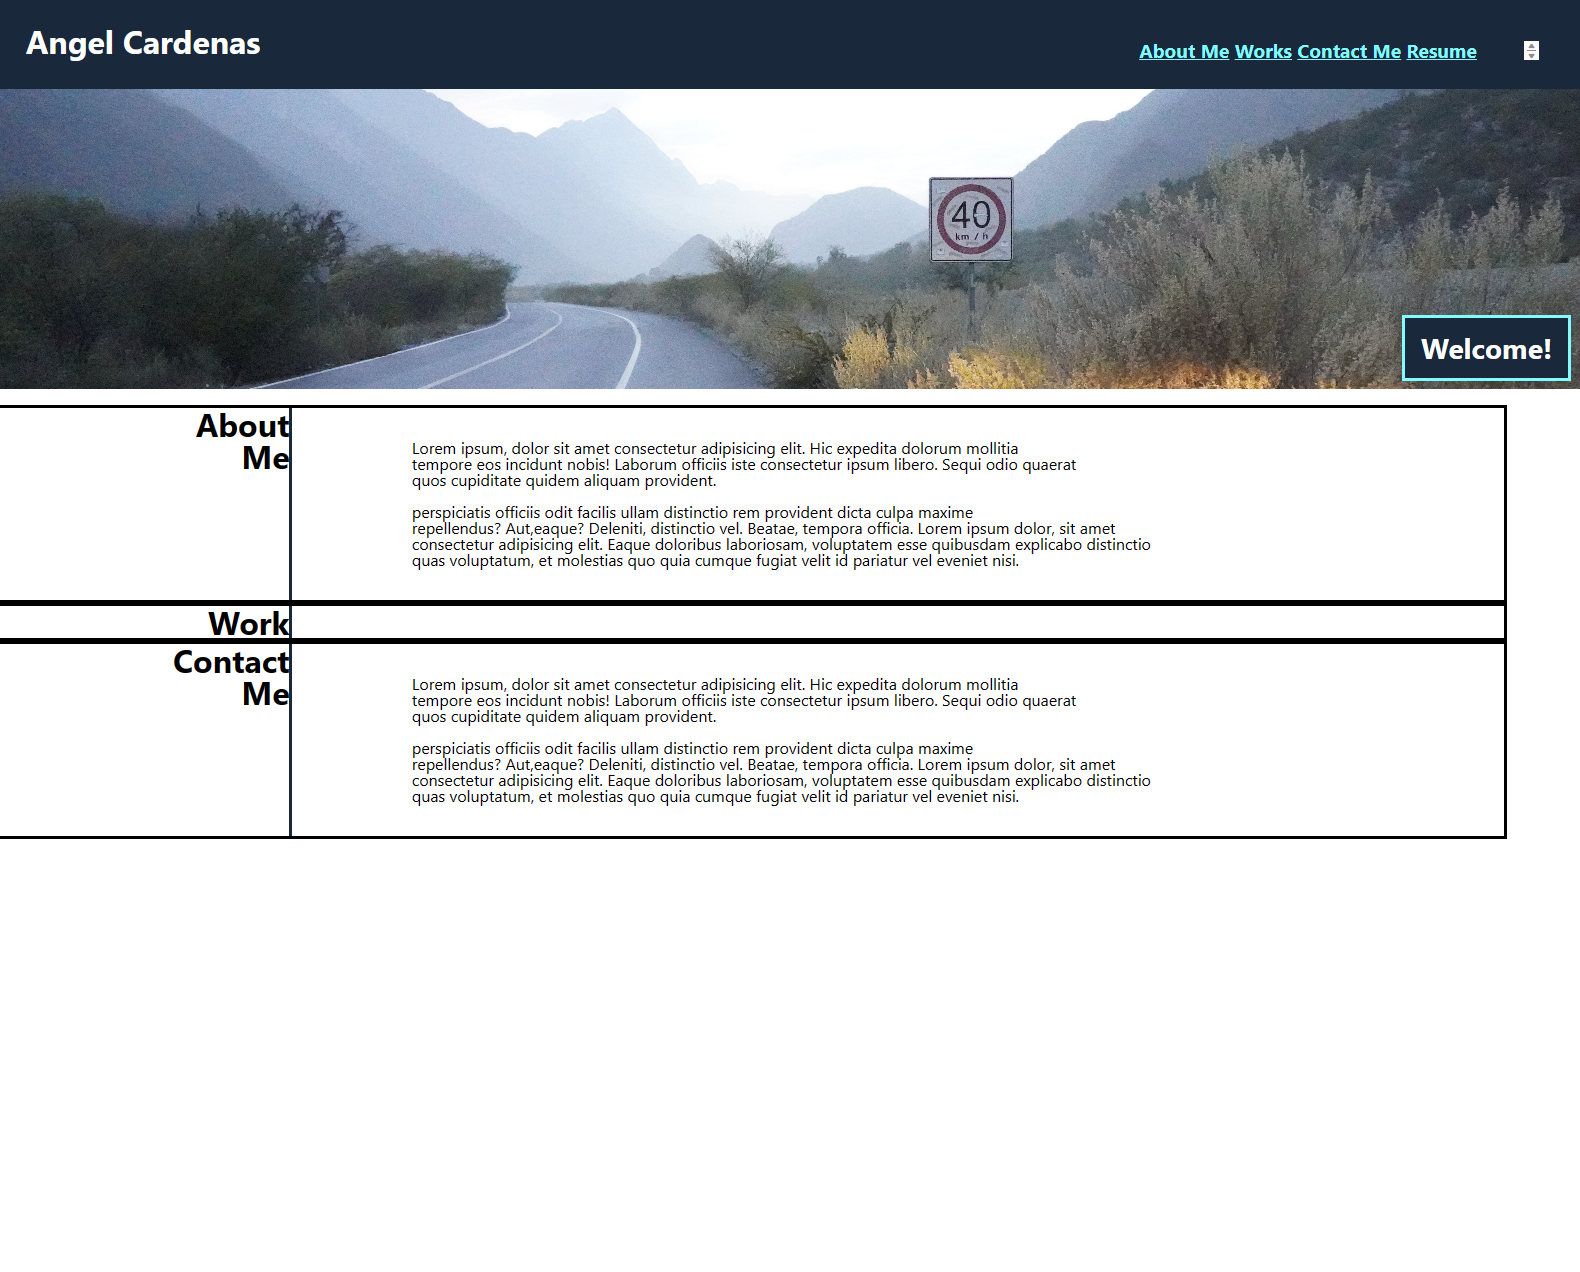 Angel Cardenas
About Me Works Contact Me Resume
40
km / h
Welcome!
About
Me
Lorem ipsum, dolor sit amet consectetur adipisicing elit. Hic expedita dolorum mollitia
tempore eos incidunt nobis! Laborum officiis iste consectetur ipsum libero. Sequi odio quaerat
quos cupiditate quidem aliquam provident.
perspiciatis officiis odit facilis ullam distinctio rem provident dicta culpa maxime
repellendus? Aut,eaque? Deleniti, distinctio vel. Beatae, tempora officia. Lorem ipsum dolor, sit amet
consectetur adipisicing elit. Eaque doloribus laboriosam, voluptatem esse quibusdam explicabo distinctio
quas voluptatum, et molestias quo quia cumque fugiat velit id pariatur vel eveniet nisi.
Work
Contact
Me
Lorem ipsum, dolor sit amet consectetur adipisicing elit. Hic expedita dolorum mollitia
tempore eos incidunt nobis! Laborum officiis iste consectetur ipsum libero. Sequi odio quaerat
quos cupiditate quidem aliquam provident.
perspiciatis officiis odit facilis ullam distinctio rem provident dicta culpa maxime
repellendus? Aut,eaque? Deleniti, distinctio vel. Beatae, tempora officia. Lorem ipsum dolor, sit amet
consectetur adipisicing elit. Eaque doloribus laboriosam, voluptatem esse quibusdam explicabo distinctio
quas voluptatum, et molestias quo quia cumque fugiat velit id pariatur vel eveniet nisi.